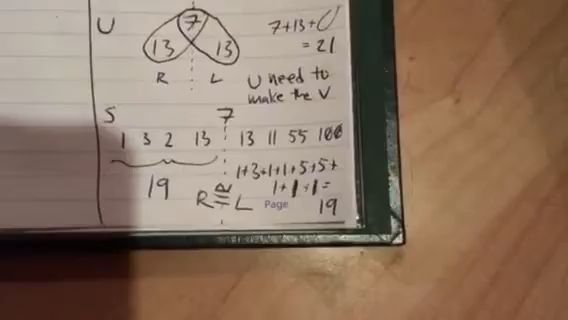 U 7 7+13+U
13 13 = 21
R L
U need to
make the V
S 7
1 3 2 13 13 11 55 100
1+3+1+1+5+5+
1+1+1=
19 R L Page 19